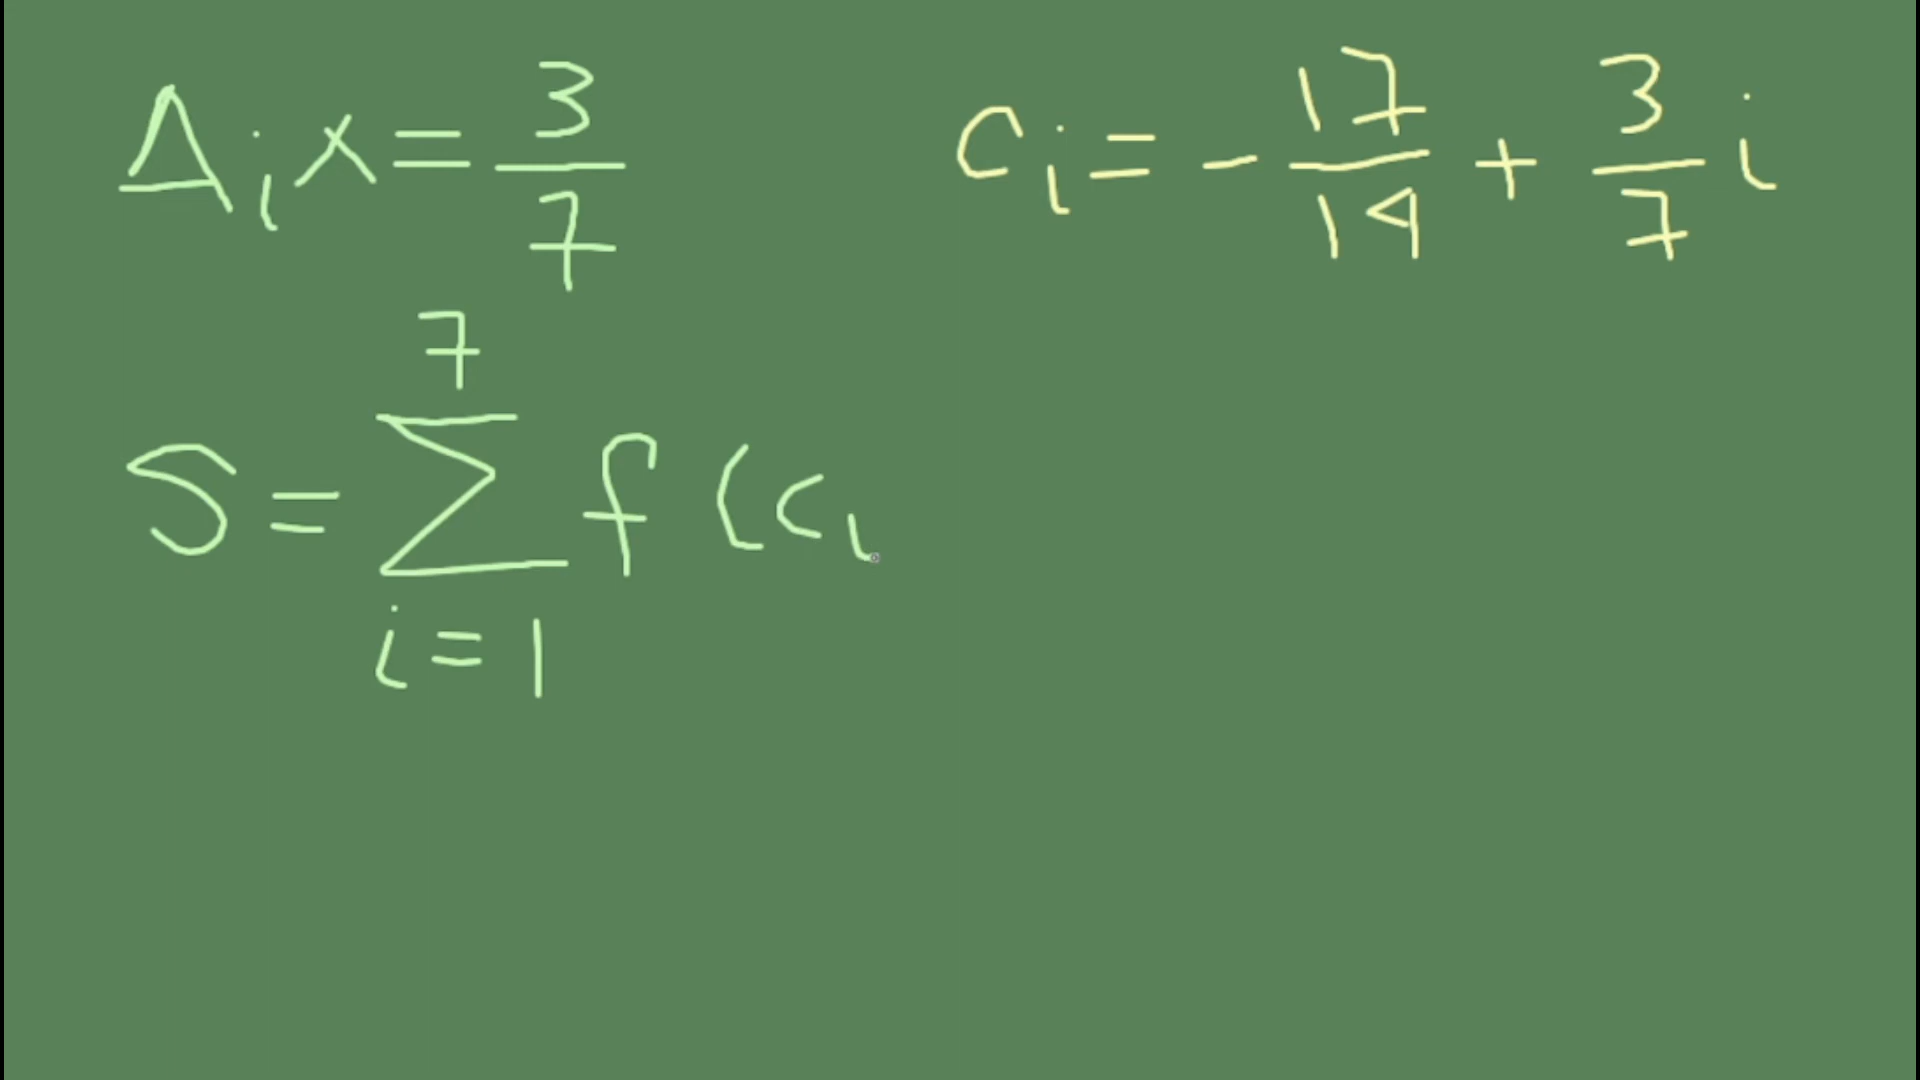 Δᵢx = 3/7
cᵢ = - 17/14 + 3/7 i
7
S = Σ f(cᵢ
i = 1